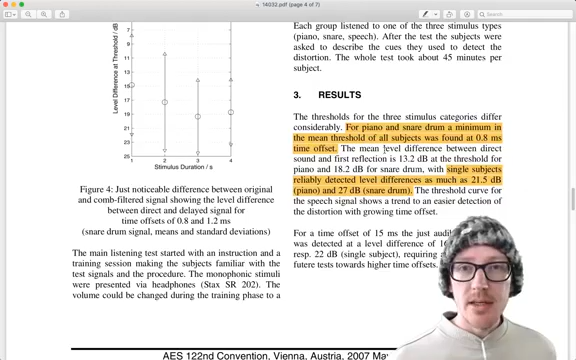 14032.pdf (page 4 of 7)
Search
Level Difference at Threshold / dB
7
9
11
13
15
17
19
21
23
25
1 2 3 4
Stimulus Duration / s
Figure 4: Just noticeable difference between original
and comb-filtered signal showing the level difference
between direct and delayed signal for
time offsets of 0.8 and 1.2 ms
(snare drum signal, means and standard deviations)
The main listening test started with an instruction and a
training session making the subjects familiar with the
test signals and the procedure. The monophonic stimuli
were presented via headphones (Stax SR 202). The
volume could be changed during the training phase to a
Each group listened to one of the three stimulus types
(piano, snare, speech). After the test the subjects were
asked to describe the cues they used to detect the
distortion. The whole test took about 45 minutes per
subject.
3. RESULTS
The thresholds for the three stimulus categories differ
considerably. For piano and snare drum a minimum in
the mean threshold of all subjects was found at 0.8 ms
time offset. The mean level difference between direct
sound and first reflection is 13.2 dB at the threshold for
piano and 18.2 dB for snare drum, with single subjects
reliably detected level differences as much as 21.5 dB
(piano) and 27 dB (snare drum). The threshold curve for
the speech signal shows a trend to an easier detection of
the distortion with growing time offset.
For a time offset of 15 ms the just
was detected at a level difference of
resp. 22 dB (single subject), requiring
futere tests towards higher time offsets.
AES 122nd Convention, Vienna, Austria, 2007